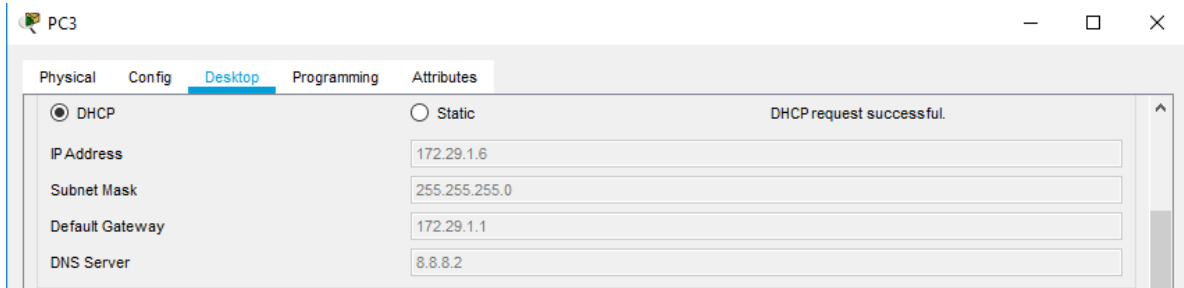 PC3
Physical Config Desktop Programming Attributes
DHCP Static DHCP request successful.
IP Address 172.29.1.6
Subnet Mask 255.255.255.0
Default Gateway 172.29.1.1
DNS Server 8.8.8.2